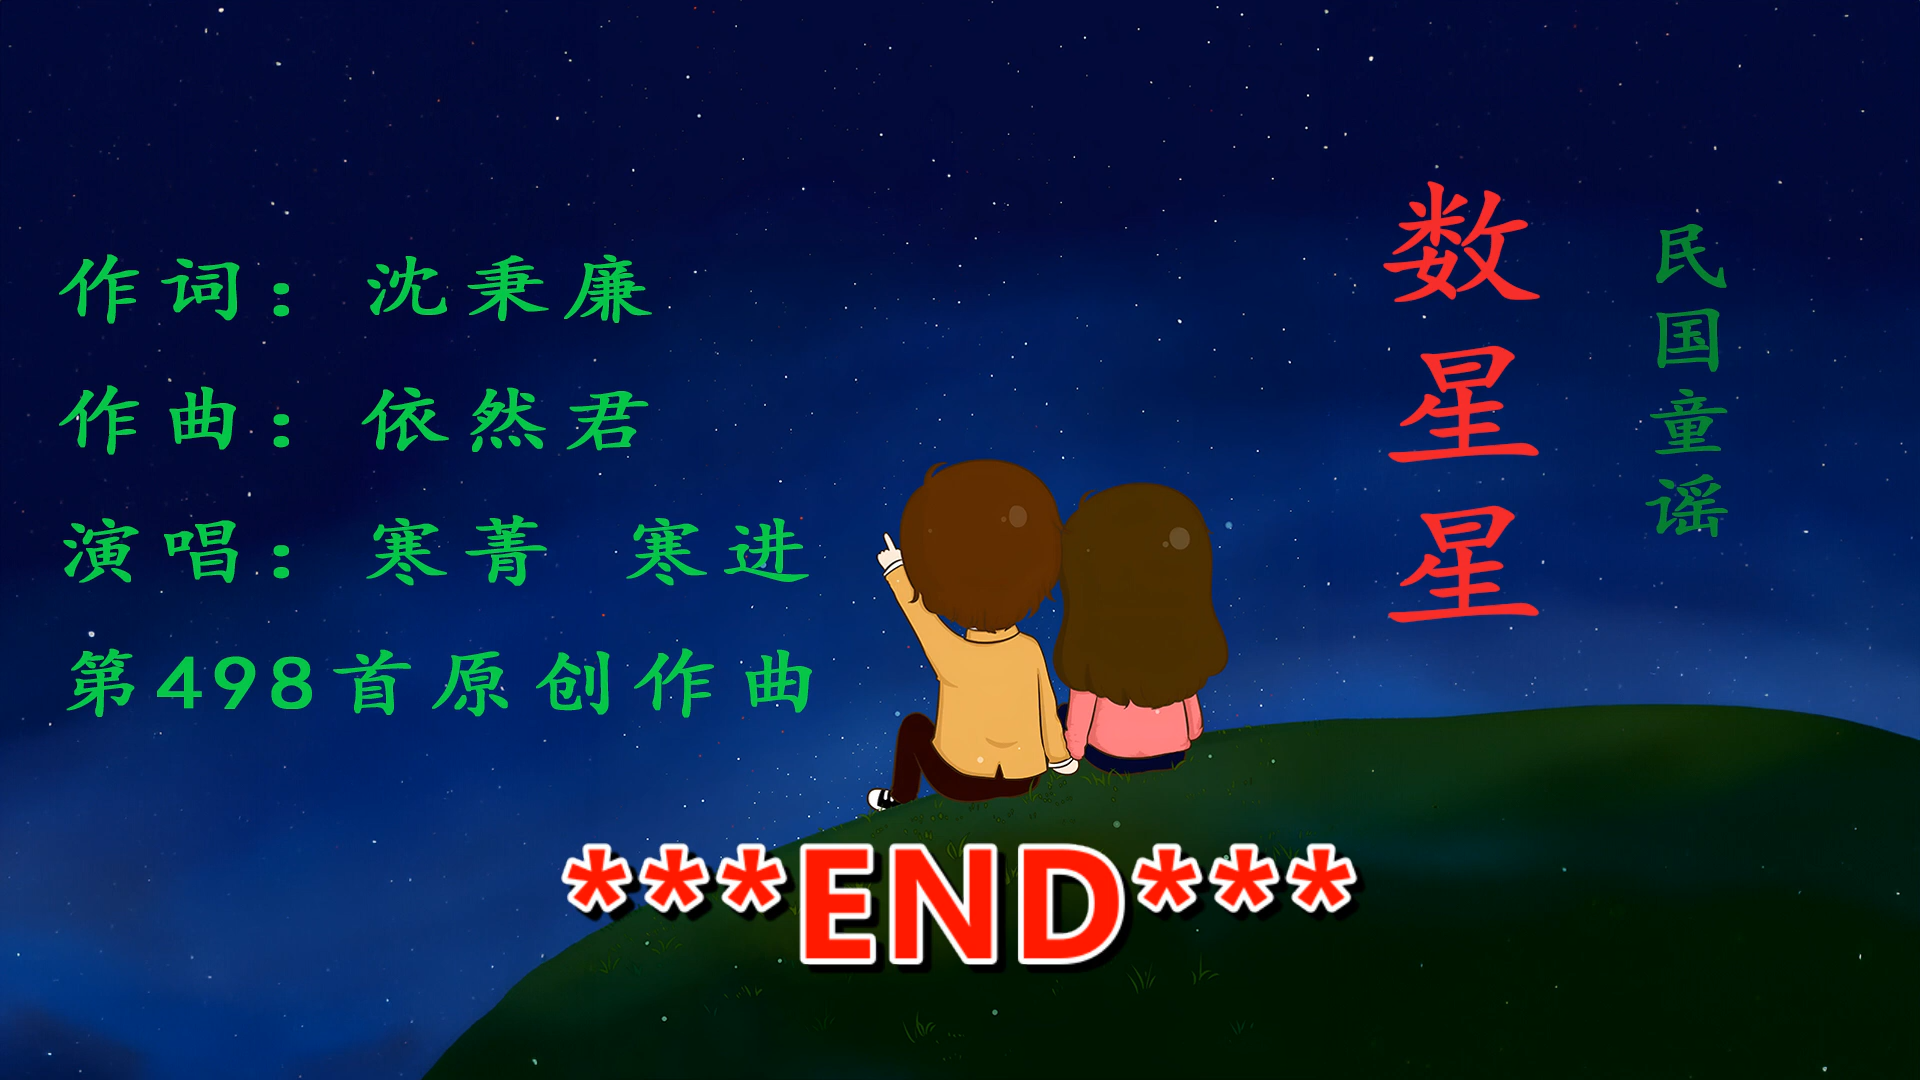 民国童谣
数星星
作词：沈秉廉
作曲：依然君
演唱：寒菁 寒进
第498首原创作曲
***END***